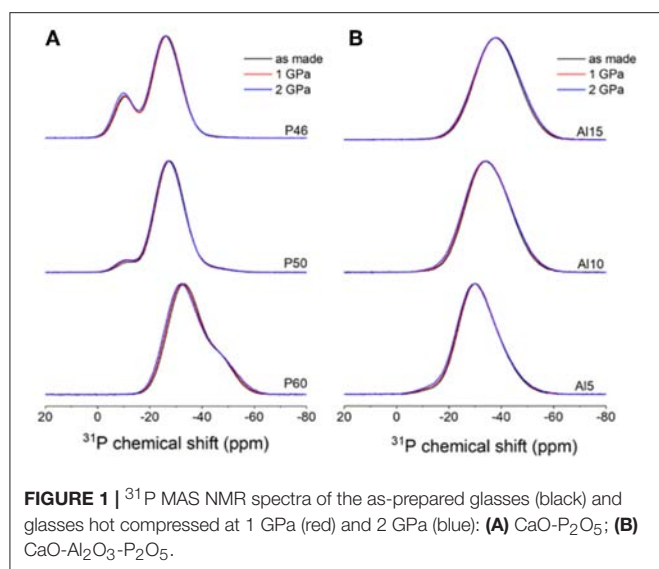 A
as made
1 GPa
2 GPa
P46
P50
P60
20 0 -20 -40 -60 -80
³¹P chemical shift (ppm)
B
as made
1 GPa
2 GPa
Al15
Al10
Al5
20 0 -20 -40 -60 -80
³¹P chemical shift (ppm)
FIGURE 1 | ³¹P MAS NMR spectra of the as-prepared glasses (black) and
glasses hot compressed at 1 GPa (red) and 2 GPa (blue): (A) CaO-P₂O₅; (B)
CaO-Al₂O₃-P₂O₅.